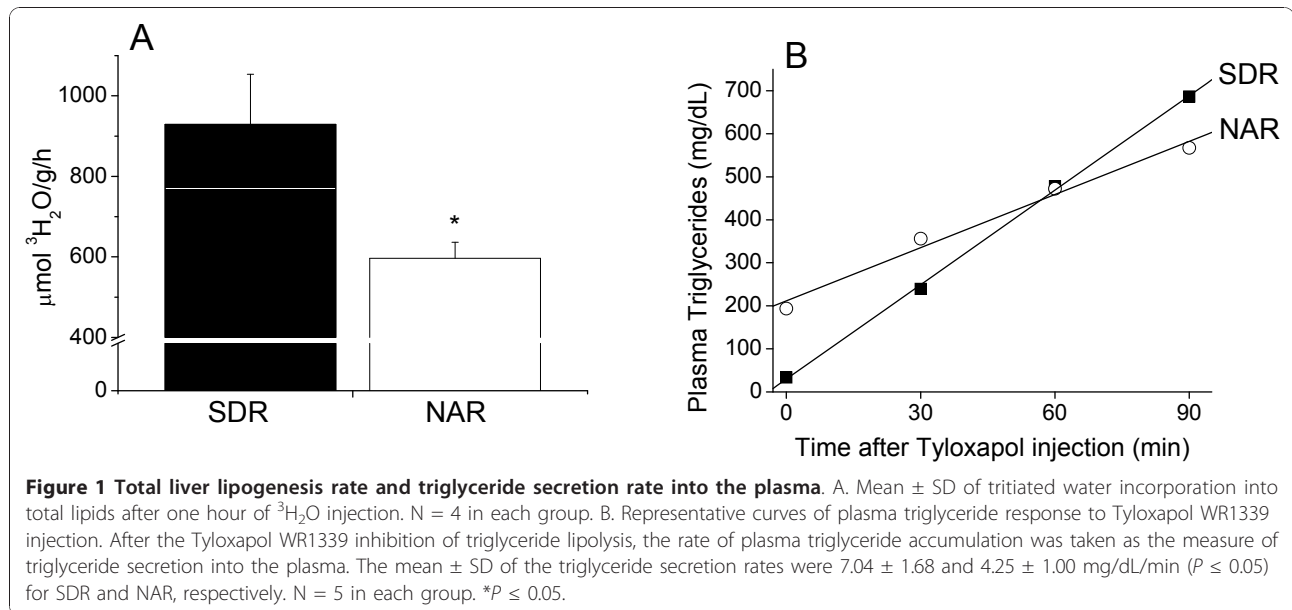 A
μmol ³H₂O/g/h
1000
800
600
400
0
*
SDR
NAR
B
Plasma Triglycerides (mg/dL)
700
600
500
400
300
200
100
0
SDR
NAR
0 30 60 90
Time after Tyloxapol injection (min)
Figure 1 Total liver lipogenesis rate and triglyceride secretion rate into the plasma. A. Mean ± SD of tritiated water incorporation into
total lipids after one hour of ³H₂O injection. N = 4 in each group. B. Representative curves of plasma triglyceride response to Tyloxapol WR1339
injection. After the Tyloxapol WR1339 inhibition of triglyceride lipolysis, the rate of plasma triglyceride accumulation was taken as the measure of
triglyceride secretion into the plasma. The mean ± SD of the triglyceride secretion rates were 7.04 ± 1.68 and 4.25 ± 1.00 mg/dL/min (P ≤ 0.05)
for SDR and NAR, respectively. N = 5 in each group. *P ≤ 0.05.